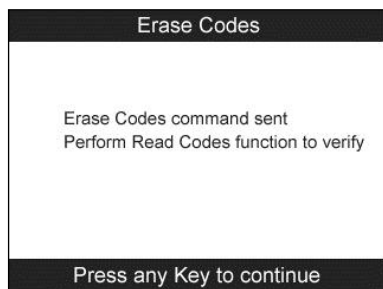 Erase Codes
Erase Codes command sent
Perform Read Codes function to verify
Press any Key to continue